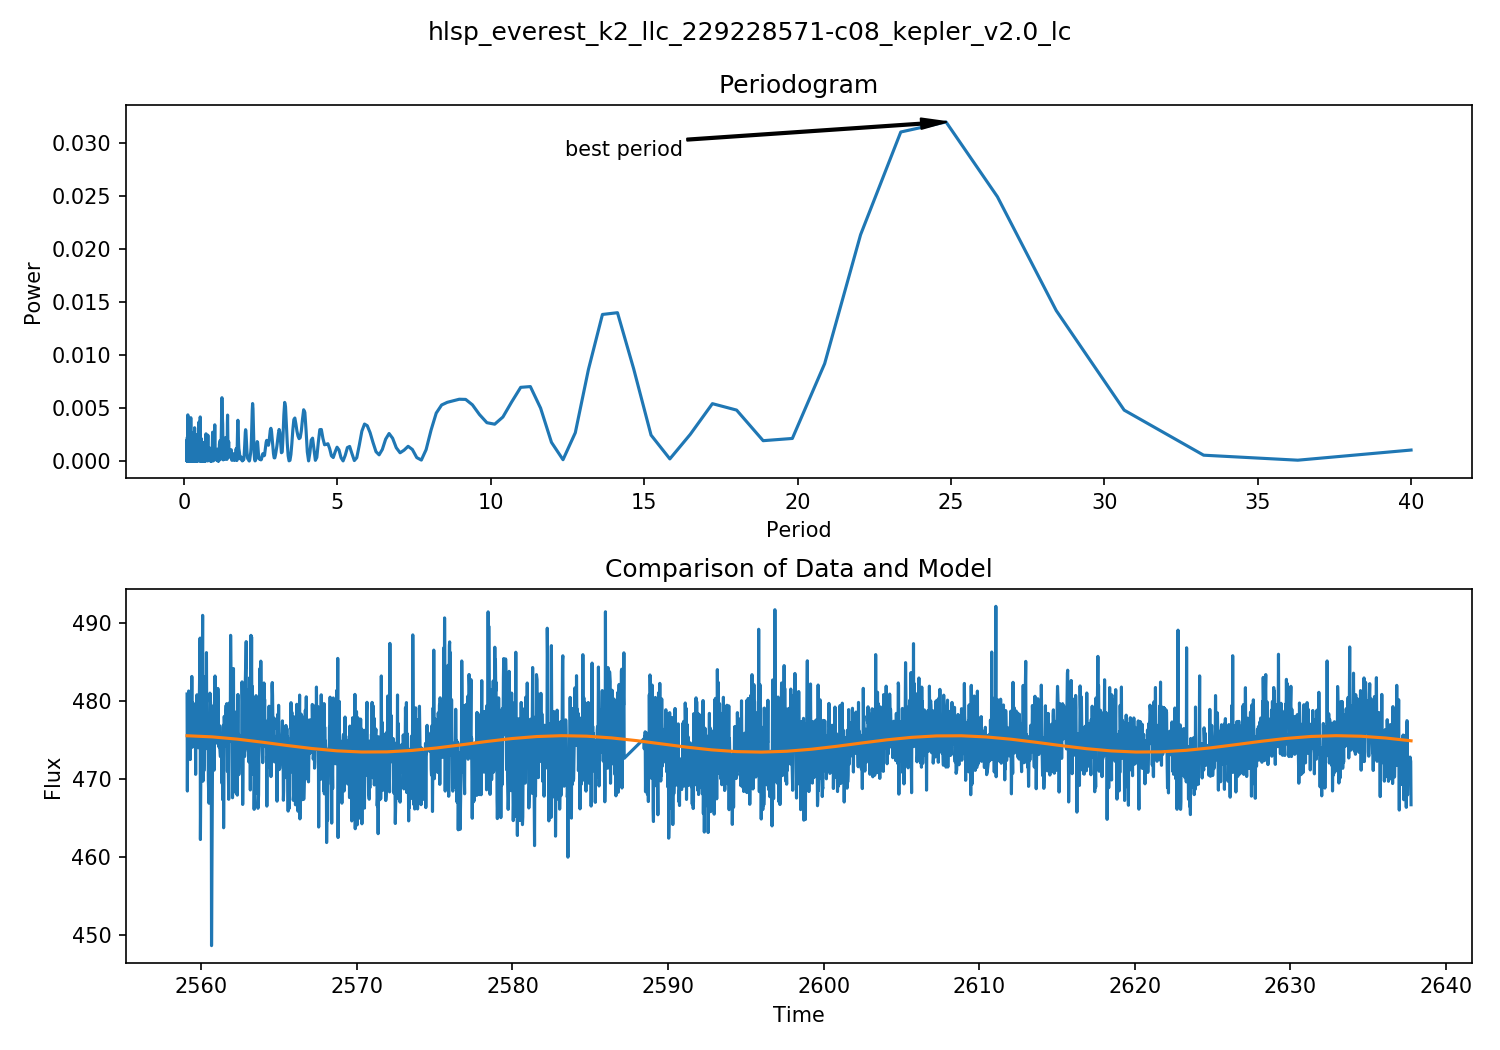 hlsp_everest_k2_llc_229228571-c08_kepler_v2.0_lc
Periodogram
best period
0.030
0.025
0.020
0.015
0.010
0.005
0.000
Power
0 5 10 15 20 25 30 35 40
Period
Comparison of Data and Model
490
480
470
460
450
Flux
2560 2570 2580 2590 2600 2610 2620 2630 2640
Time